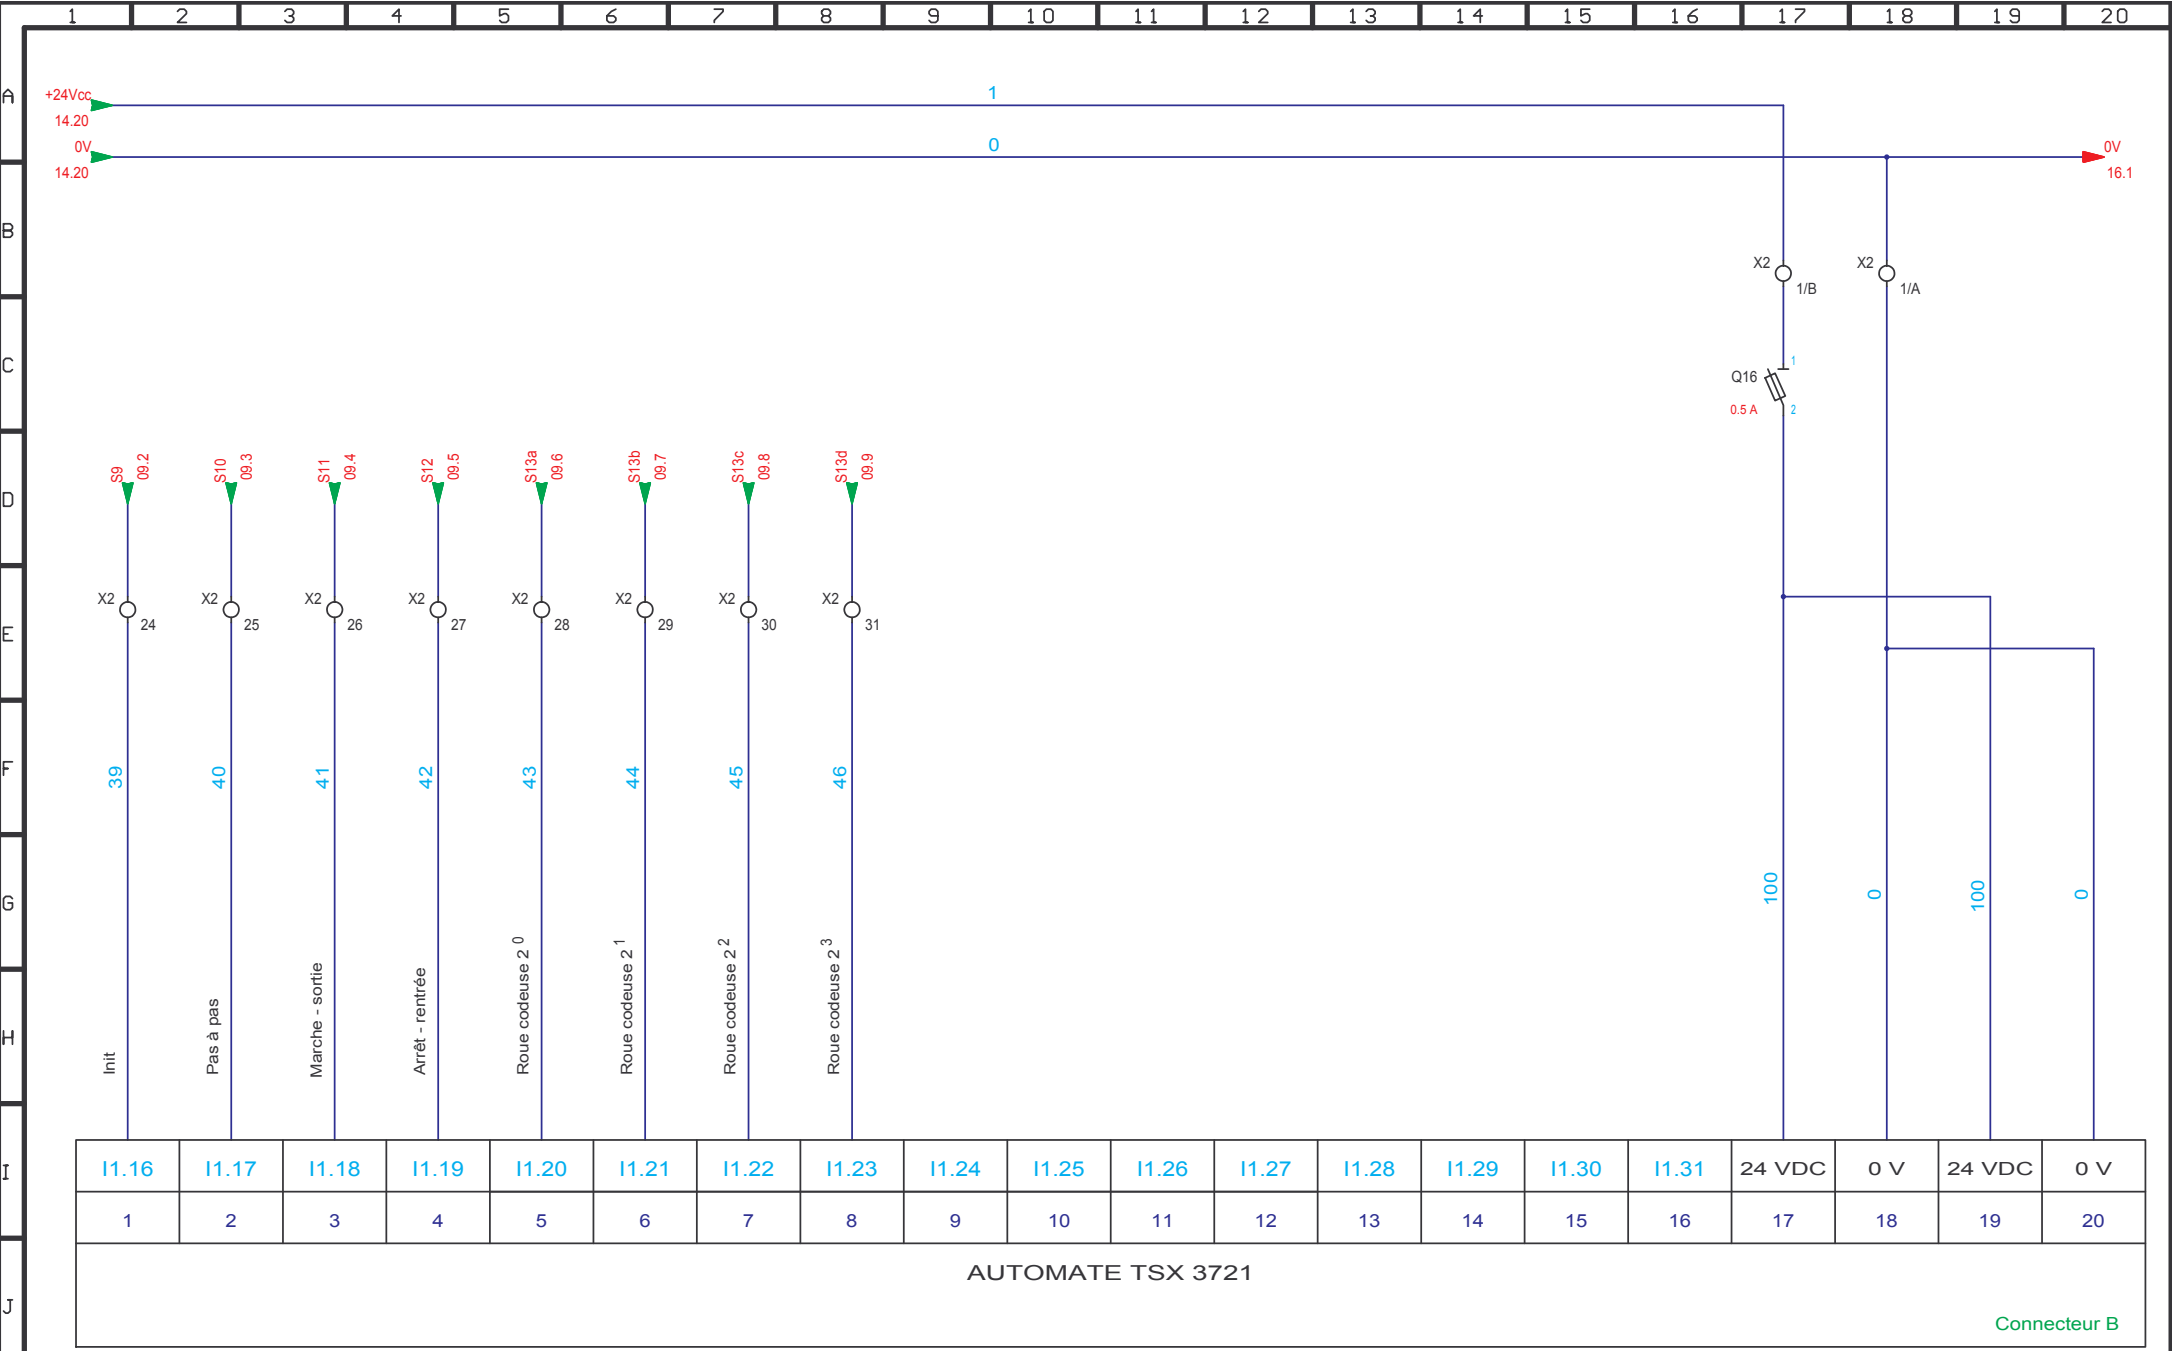 1 2 3 4 5 6 7 8 9 10 11 12 13 14 15 16 17 18 19 20
A
B
C
D
E
F
G
H
I
J
+24Vcc
14.20
1
0V
14.20
0
0V
16.1
X2 1/B
X2 1/A
Q16
0.5 A
1
2
S9 09.2
S10 09.3
S11 09.4
S12 09.5
S13a 09.6
S13b 09.7
S13c 09.8
S13d 09.9
X2 24
X2 25
X2 26
X2 27
X2 28
X2 29
X2 30
X2 31
39 40 41 42 43 44 45 46
100 0 100 0
Init
Pas à pas
Marche - sortie
Arrêt - rentrée
Roue codeuse 2 0
Roue codeuse 2 1
Roue codeuse 2 2
Roue codeuse 2 3
I1.16 I1.17 I1.18 I1.19 I1.20 I1.21 I1.22 I1.23 I1.24 I1.25 I1.26 I1.27 I1.28 I1.29 I1.30 I1.31 24 VDC 0 V 24 VDC 0 V
1 2 3 4 5 6 7 8 9 10 11 12 13 14 15 16 17 18 19 20
AUTOMATE TSX 3721
Connecteur B